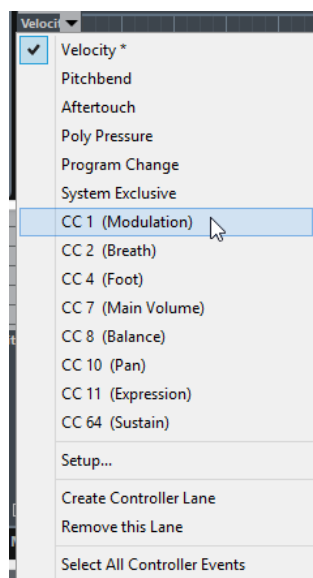 Velocit
Velocity *
Pitchbend
Aftertouch
Poly Pressure
Program Change
System Exclusive
CC 1 (Modulation)
CC 2 (Breath)
CC 4 (Foot)
CC 7 (Main Volume)
CC 8 (Balance)
CC 10 (Pan)
CC 11 (Expression)
CC 64 (Sustain)
Setup...
Create Controller Lane
Remove this Lane
Select All Controller Events